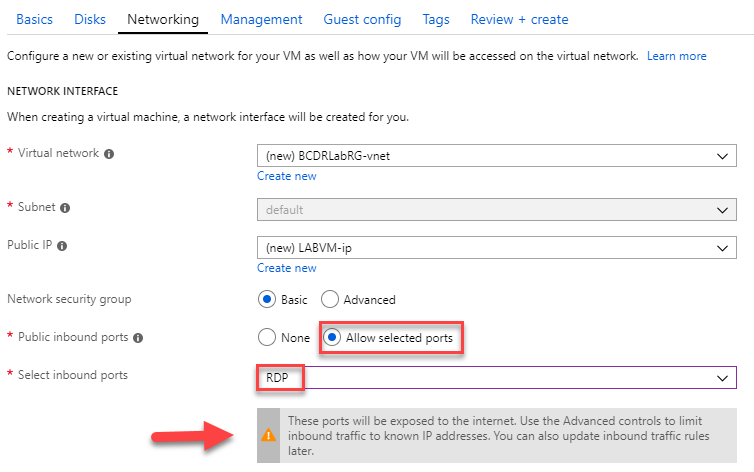 Basics Disks Networking Management Guest config Tags Review + create
Configure a new or existing virtual network for your VM as well as how your VM will be accessed on the virtual network. Learn more
NETWORK INTERFACE
When creating a virtual machine, a network interface will be created for you.
* Virtual network (new) BCDRLabRG-vnet
Create new
* Subnet default
Public IP (new) LABVM-ip
Create new
Network security group Basic Advanced
* Public inbound ports None Allow selected ports
* Select inbound ports RDP
These ports will be exposed to the internet. Use the Advanced controls to limit
inbound traffic to known IP addresses. You can also update inbound traffic rules
later.